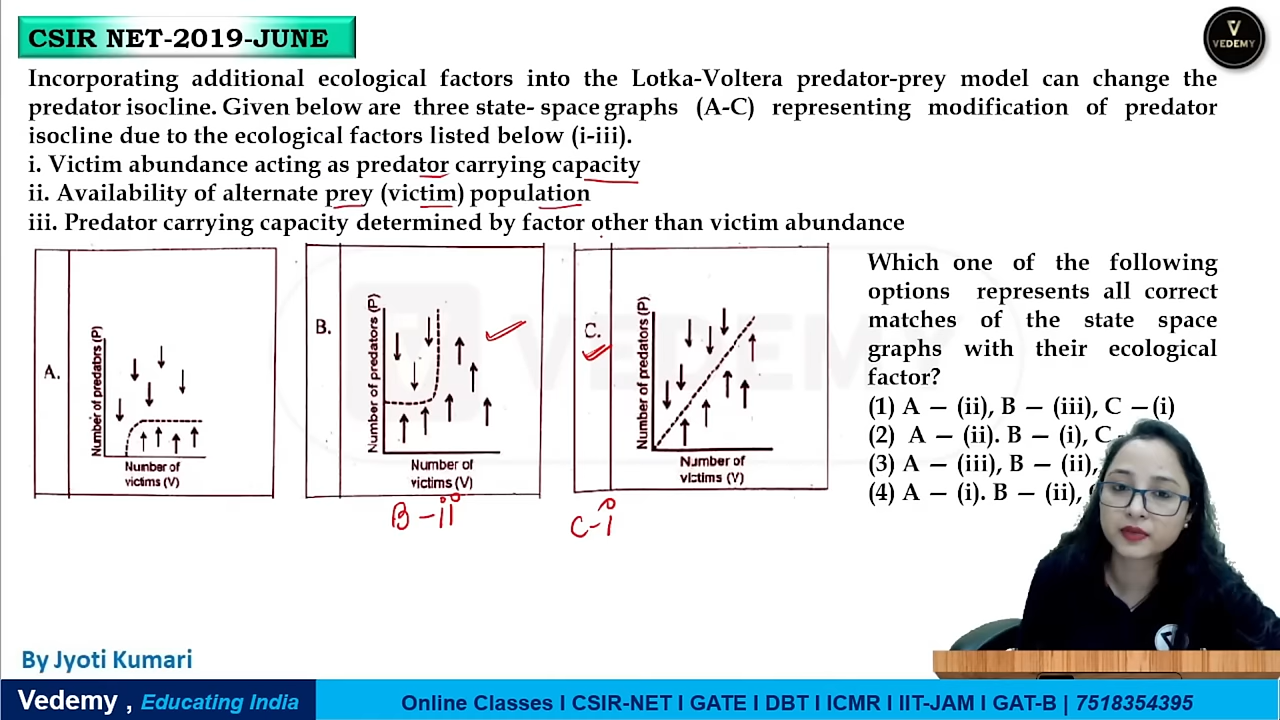 CSIR NET-2019-JUNE
VEDEMY
Incorporating additional ecological factors into the Lotka-Voltera predator-prey model can change the
predator isocline. Given below are three state- space graphs (A-C) representing modification of predator
isocline due to the ecological factors listed below (i-iii).
i. Victim abundance acting as predator carrying capacity
ii. Availability of alternate prey (victim) population
iii. Predator carrying capacity determined by factor other than victim abundance
A.
Number of predators (P)
Number of
victims (V)
B.
Number of predators (P)
Number of
victims (V)
B - ii
C.
Number of predators (P)
Number of
victims (V)
C - i
Which one of the following
options represents all correct
matches of the state space
graphs with their ecological
factor?
(1) A – (ii), B – (iii), C –(i)
(2) A – (ii). B – (i), C
(3) A – (iii), B – (ii),
(4) A – (i). B – (ii),
By Jyoti Kumari
Vedemy , Educating India
Online Classes I CSIR-NET I GATE I DBT I ICMR I IIT-JAM I GAT-B | 7518354395